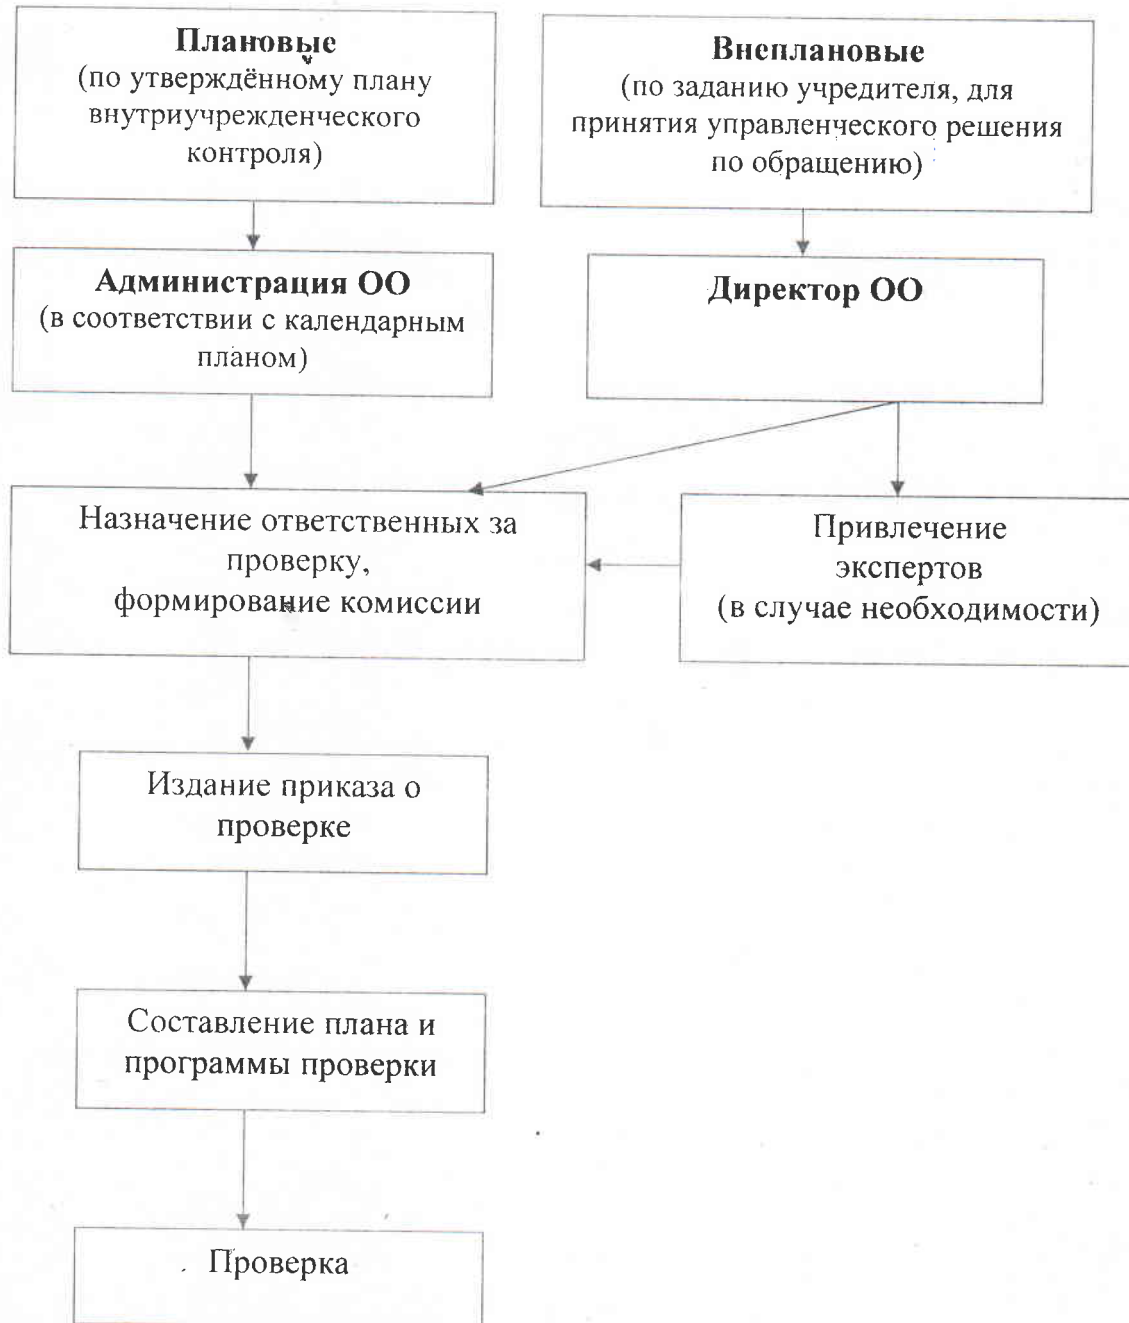 Плановые
(по утверждённому плану
внутриучрежденческого
контроля)
Внеплановые
(по заданию учредителя, для
принятия управленческого решения
по обращению)
Администрация ОО
(в соответствии с календарным
планом)
Директор ОО
Назначение ответственных за
проверку,
формирование комиссии
Привлечение
экспертов
(в случае необходимости)
Издание приказа о
проверке
Составление плана и
программы проверки
Проверка